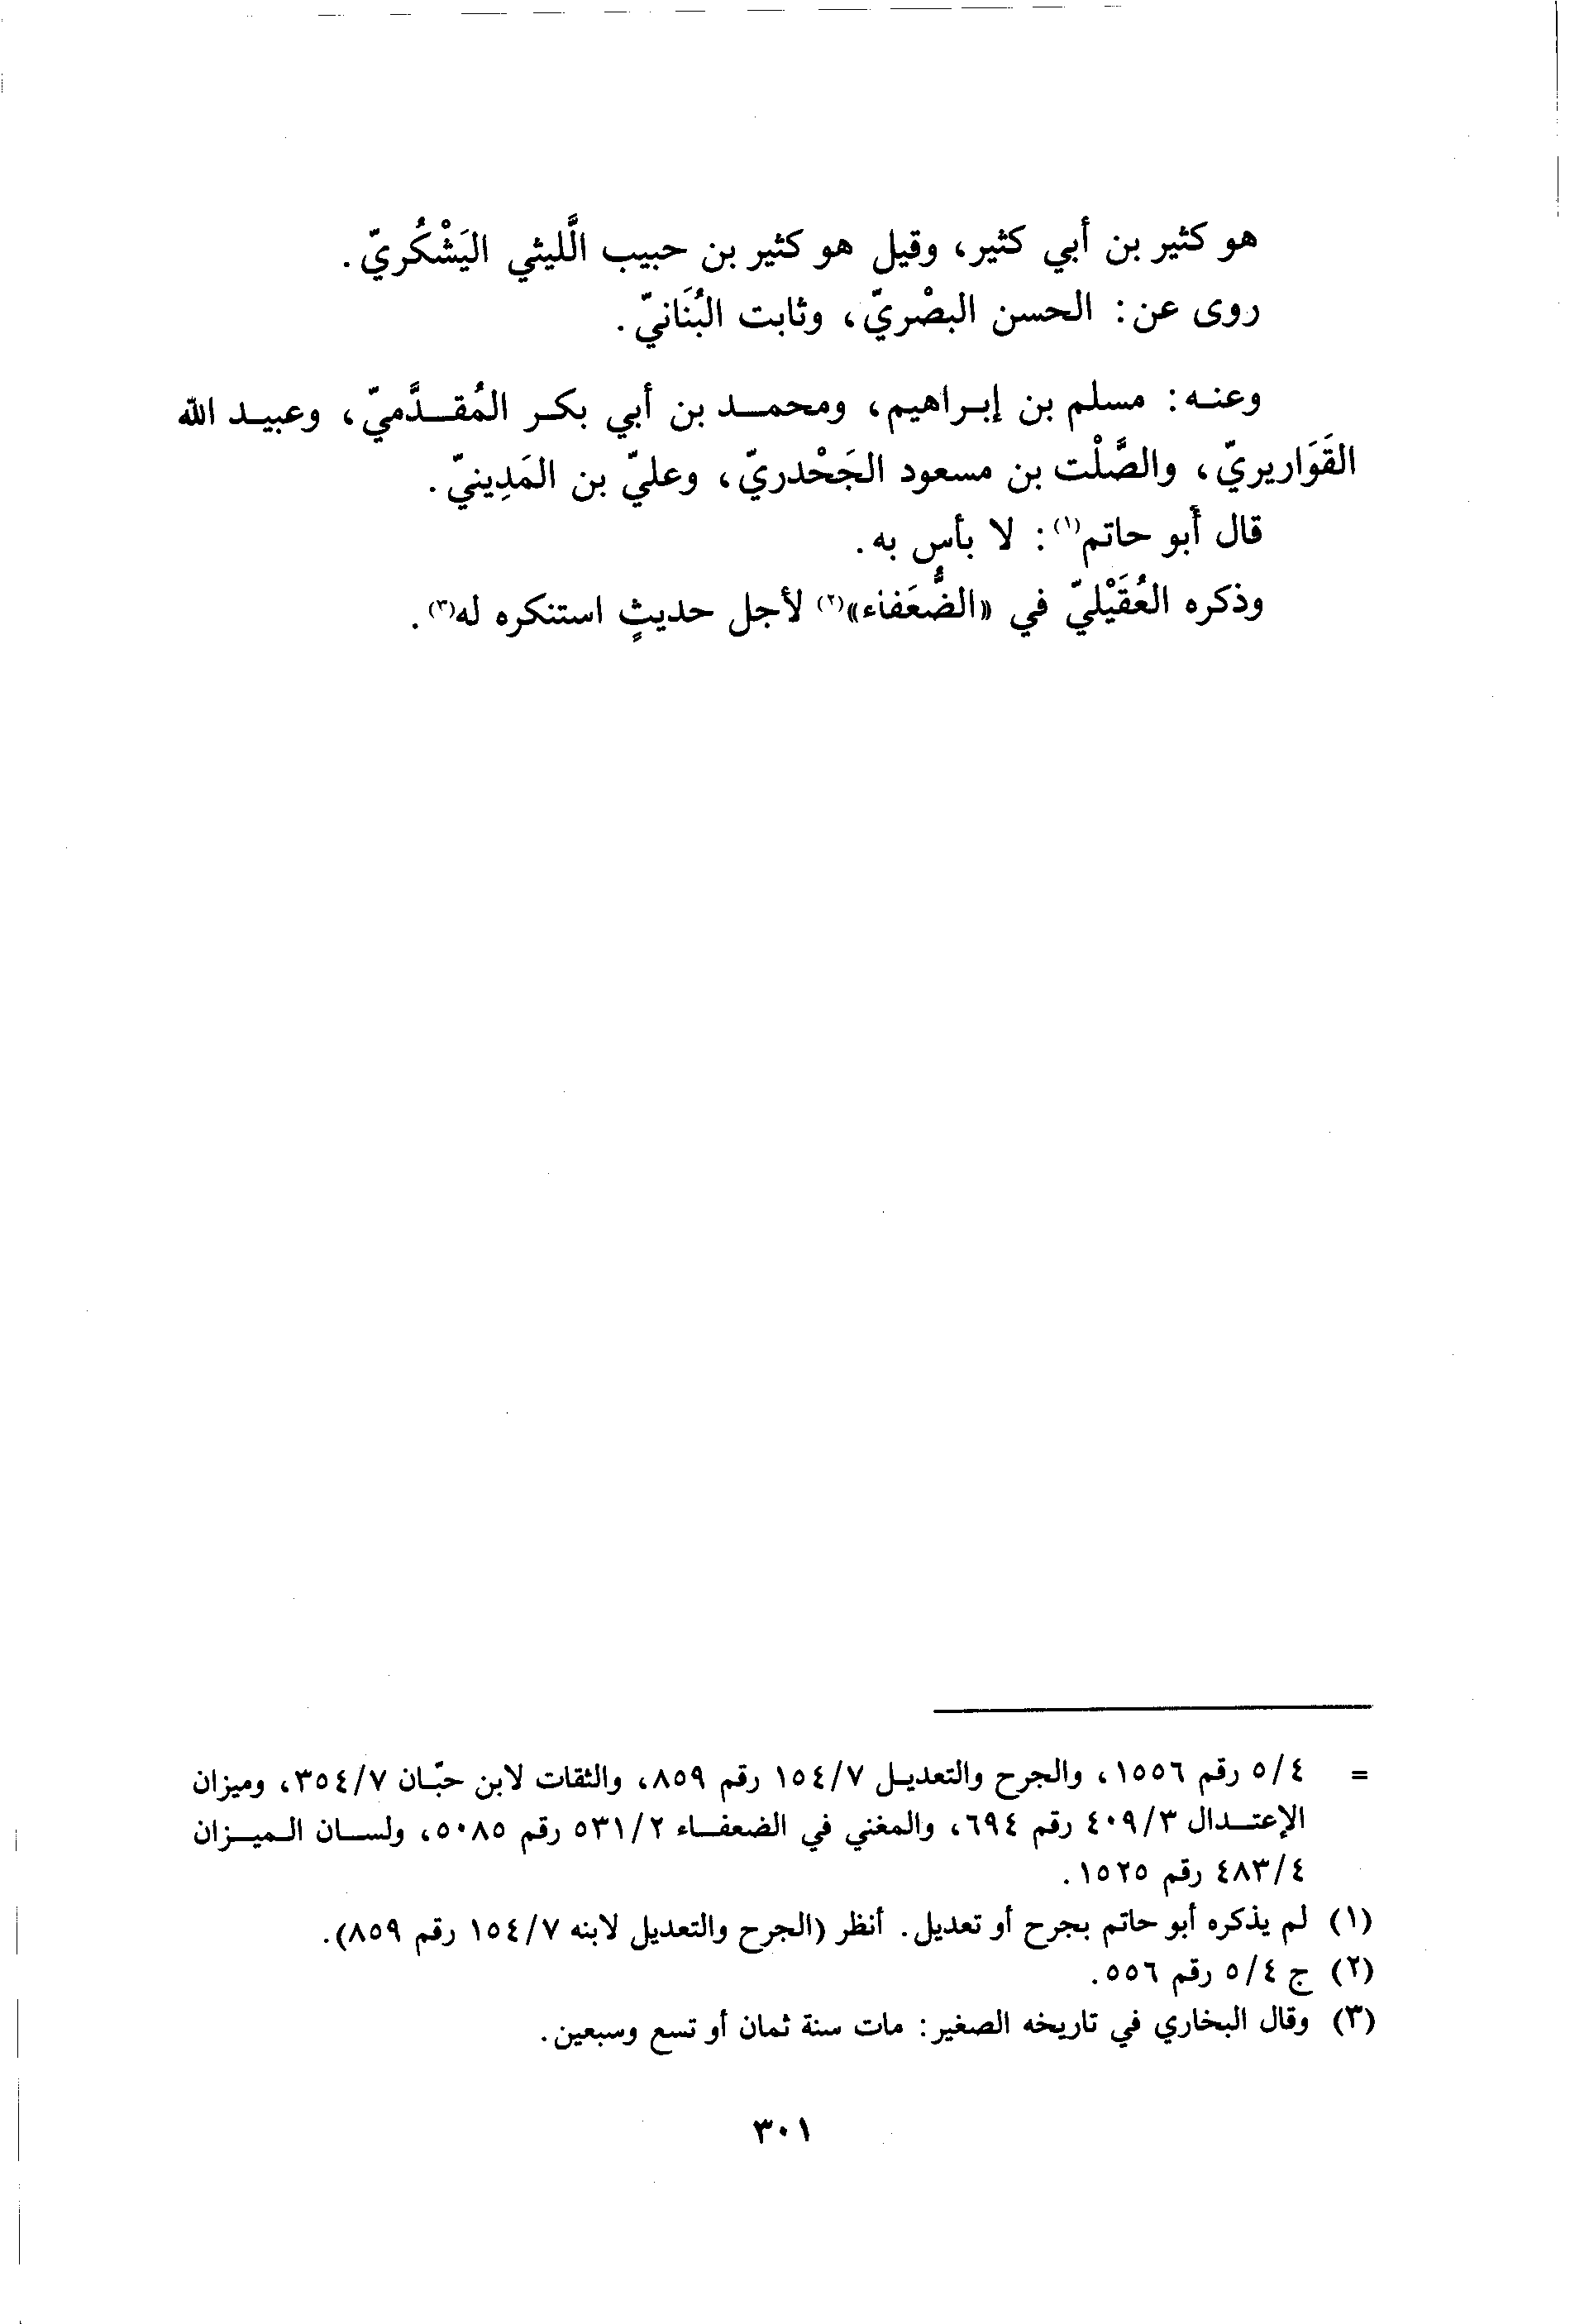 هو كثير بن أبي كثير، وقيل هو كثير بن حبيب الَّليثي اليَشْكُريّ.
روى عن: الحسن البصْريّ، وثابت البُنَانيّ.
وعنه: مسلم بن إبراهيم، ومحمد بن أبي بكر المُقدَّميّ، وعبيد الله
القَوَاريريّ، والصَّلْت بن مسعود الجَحْدريّ، وعليّ بن المَدِينيّ.
قال أبو حاتم(١): لا بأس به.
وذكره العُقَيْليّ في «الضُّعَفاء»(٢) لأجل حديثٍ استنكره له(٣).
= ٥/٤ رقم ١٥٥٦، والجرح والتعديل ١٥٤/٧ رقم ٨٥٩، والثقات لابن حبّان ٣٥٤/٧، وميزان
الإعتدال ٤٠٩/٣ رقم ٦٩٤، والمغني في الضعفاء ٥٣١/٢ رقم ٥٠٨٥، ولسان الميزان
٤٨٣/٤ رقم ١٥٢٥.
(١) لم يذكره أبو حاتم بجرح أو تعديل. أنظر (الجرح والتعديل لابنه ١٥٤/٧ رقم ٨٥٩).
(٢) ج ٥/٤ رقم ٥٥٦.
(٣) وقال البخاري في تاريخه الصغير: مات سنة ثمان أو تسع وسبعين.
٣٠١